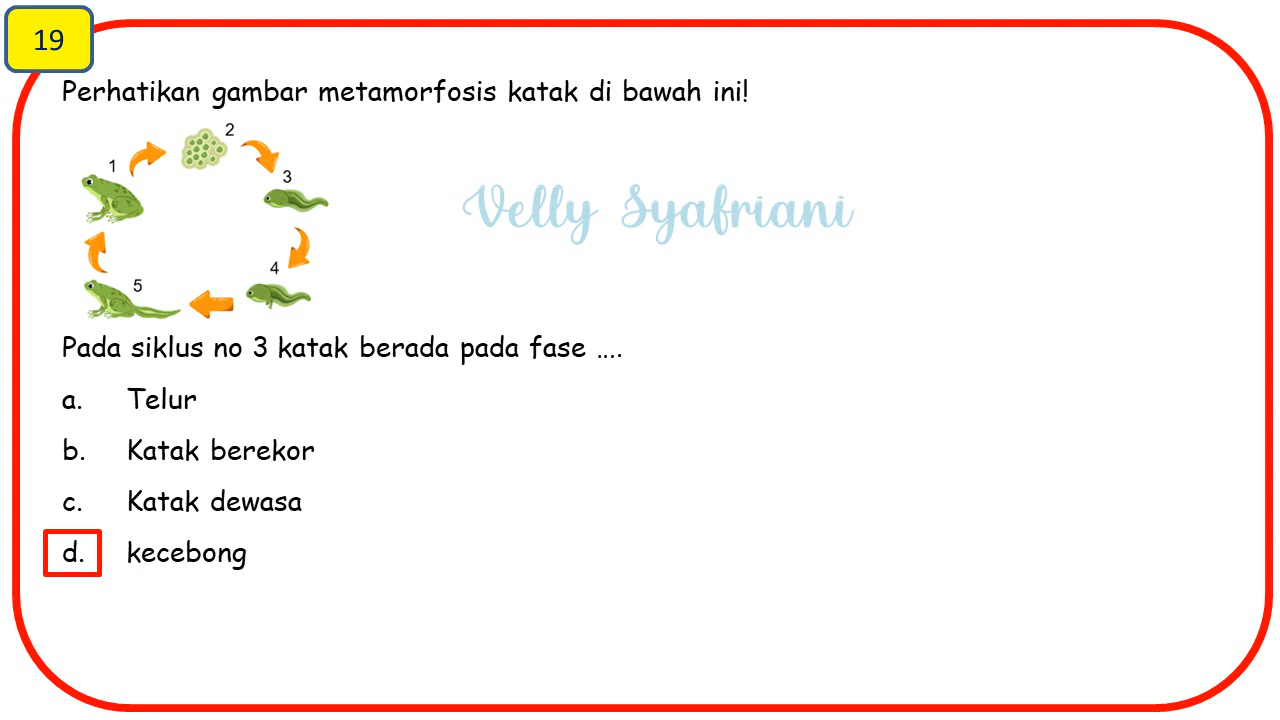 19
Perhatikan gambar metamorfosis katak di bawah ini!
2
1
3
Velly Syafriani
4
5
Pada siklus no 3 katak berada pada fase ....
a. Telur
b. Katak berekor
c. Katak dewasa
d. kecebong